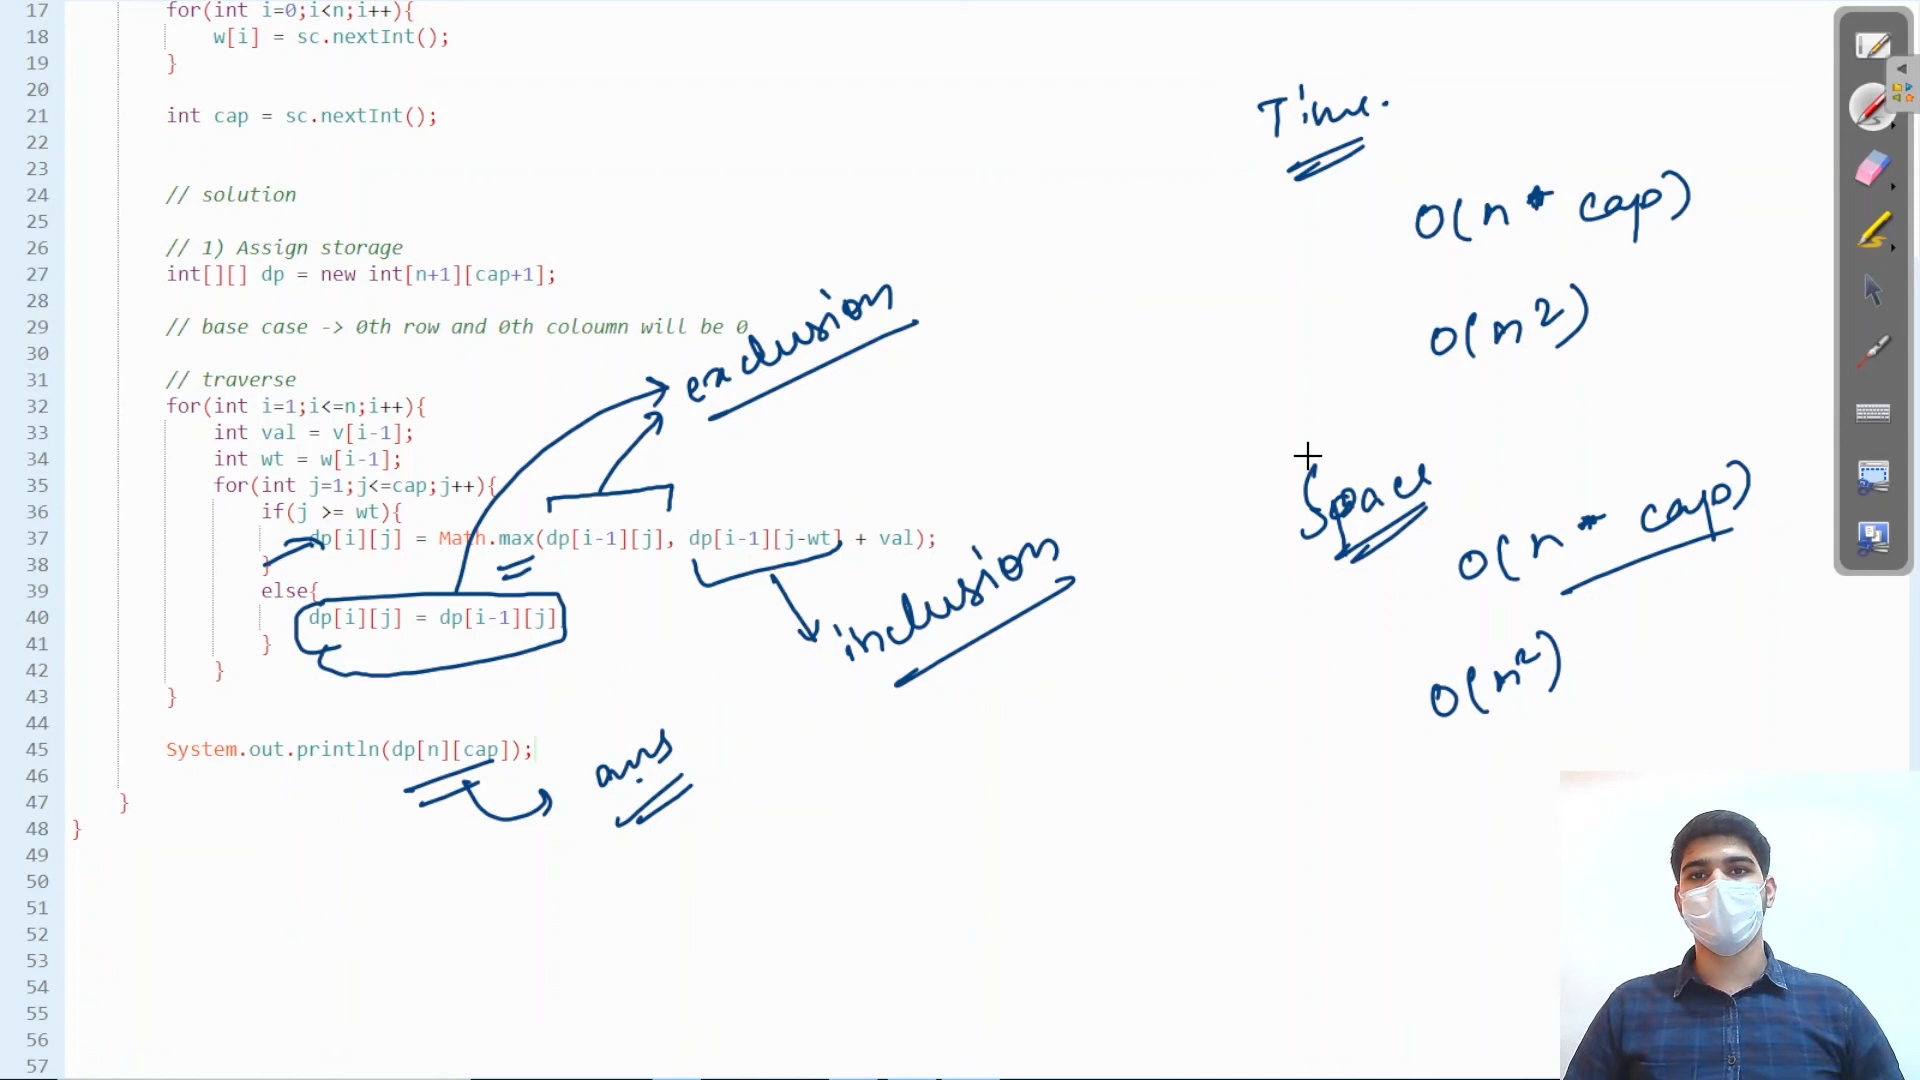 17 for(int i=0;i<n;i++){
18 w[i] = sc.nextInt();
19 }
20
21 int cap = sc.nextInt();
22
23
24 // solution
25
26 // 1) Assign storage
27 int[][] dp = new int[n+1][cap+1];
28
29 // base case -> 0th row and 0th coloumn will be 0
30
31 // traverse
32 for(int i=1;i<=n;i++){
33 int val = v[i-1];
34 int wt = w[i-1];
35 for(int j=1;j<=cap;j++){
36 if(j >= wt){
37 dp[i][j] = Math.max(dp[i-1][j], dp[i-1][j-wt] + val);
38 }
39 else{
40 dp[i][j] = dp[i-1][j]
41 }
42 }
43 }
44
45 System.out.println(dp[n][cap]);
46
47 }
48 }
49
50
51
52
53
54
55
56
57
exclusion
inclusion
ans
Time.
O(n * cap)
O(n2)
Space
O(n * cap)
O(n2)